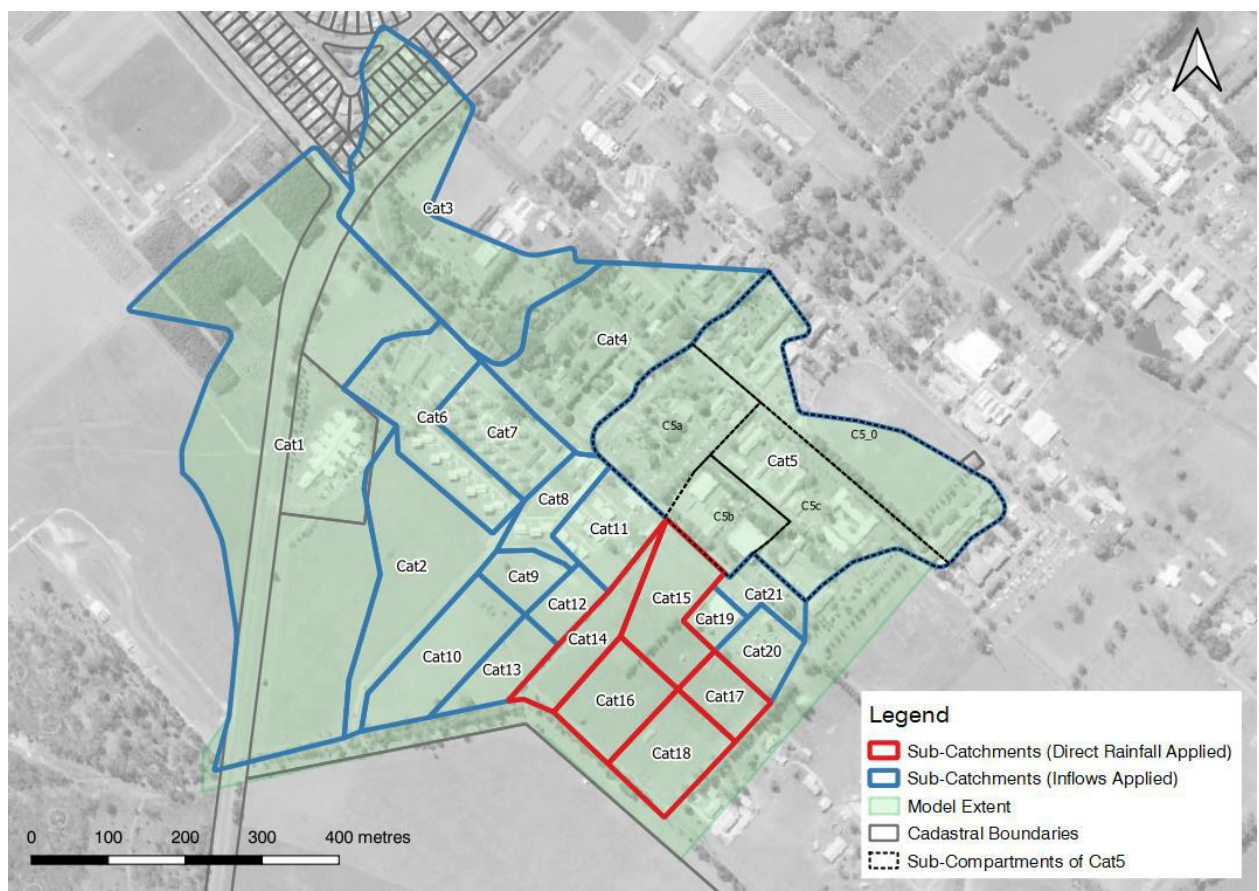 Cat3
Cat4
C5a
C5_0
Cat6
Cat7
Cat1
Cat5
Cat8
C5b
C5c
Cat11
Cat2
Cat9
Cat12
Cat15
Cat21
Cat19
Cat14
Cat20
Cat10
Cat13
Cat16
Cat17
Cat18
Legend
Sub-Catchments (Direct Rainfall Applied)
Sub-Catchments (Inflows Applied)
Model Extent
Cadastral Boundaries
Sub-Compartments of Cat5
0 100 200 300 400 metres